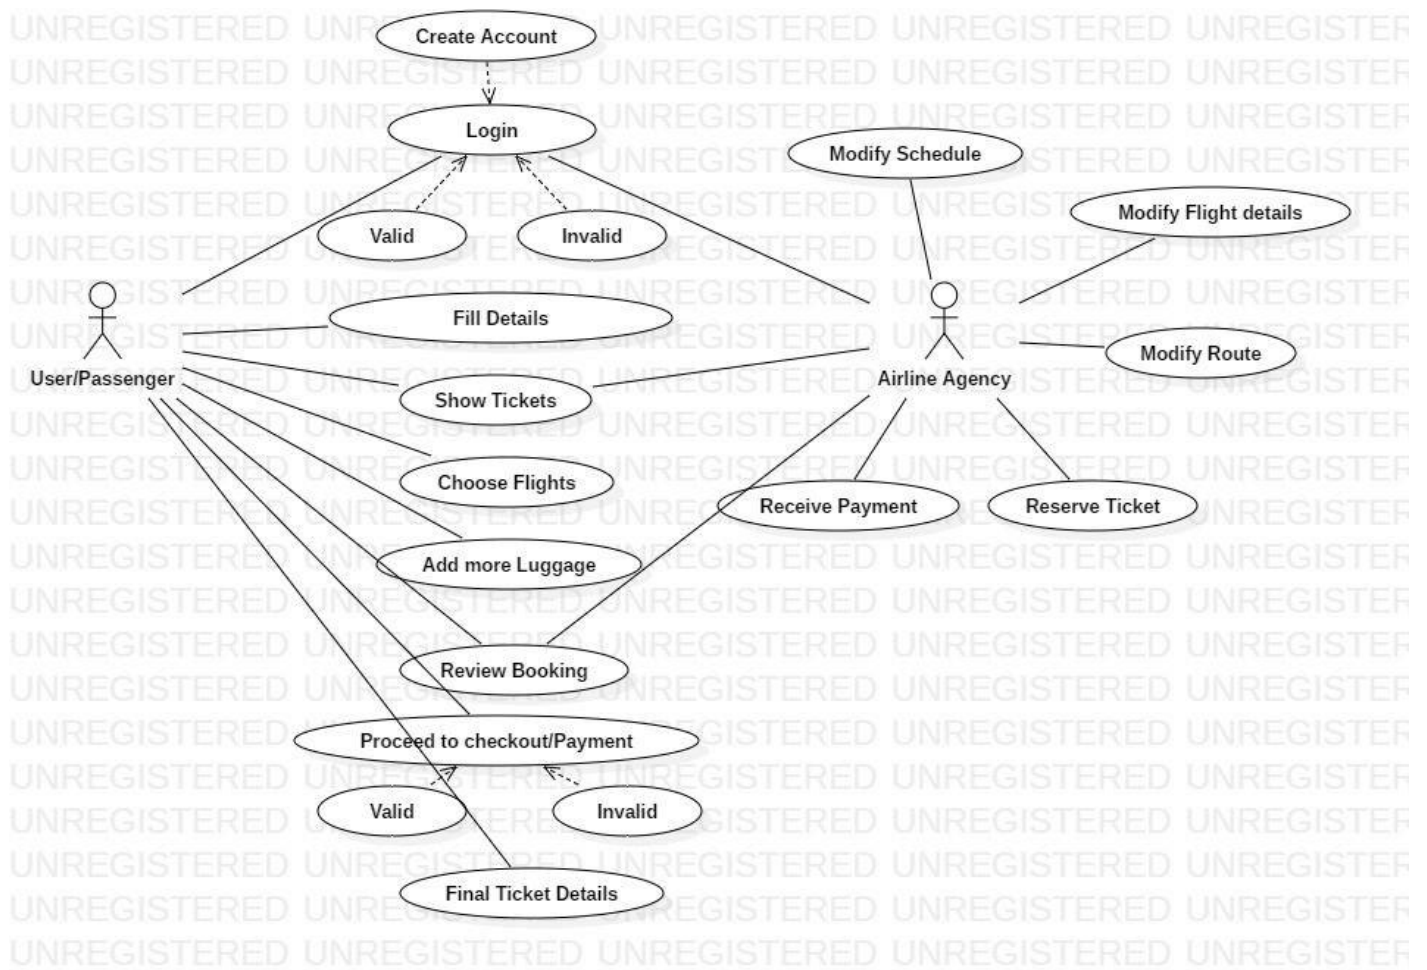 Create Account
Login
Modify Schedule
Modify Flight details
Valid
Invalid
Fill Details
Modify Route
User/Passenger
Airline Agency
Show Tickets
Choose Flights
Receive Payment
Reserve Ticket
Add more Luggage
Review Booking
Proceed to checkout/Payment
Valid
Invalid
Final Ticket Details
UNREGISTERED